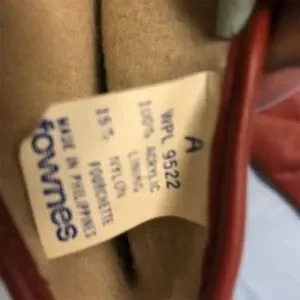 A
WPL 9522
100% ACRYLIC
LINING
15% NYLON
FOURCHETTE
MADE IN PHILIPPINES
fownes